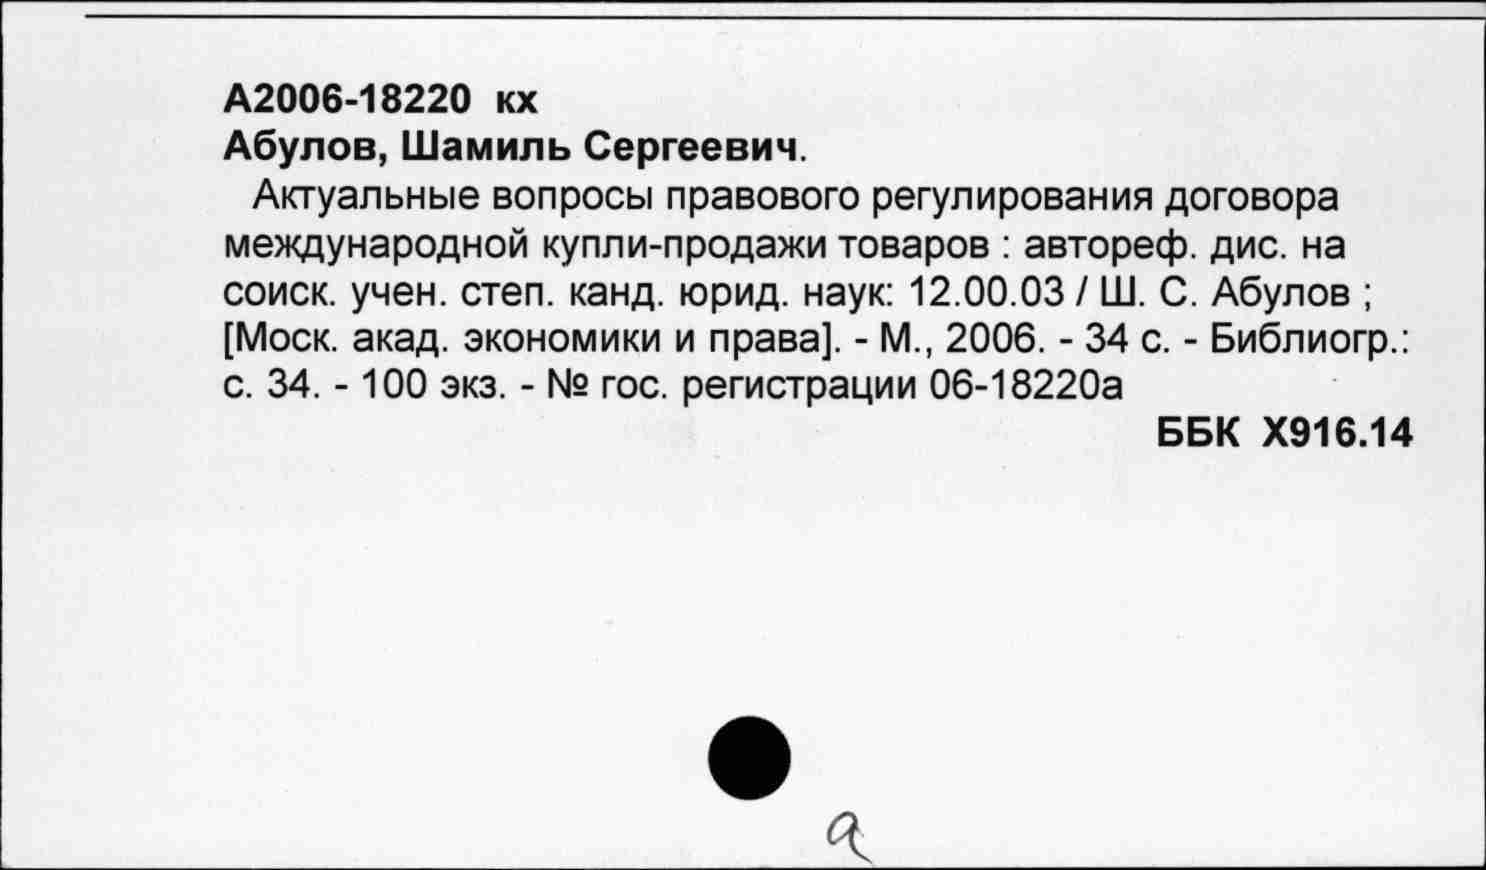 А2006-18220 кх
Абулов, Шамиль Сергеевич.
Актуальные вопросы правового регулирования договора
международной купли-продажи товаров : автореф. дис. на
соиск. учен. степ. канд. юрид. наук: 12.00.03 / Ш. С. Абулов ;
[Моск. акад. экономики и права]. - М., 2006. - 34 с. - Библиогр.:
с. 34. - 100 экз. - № гос. регистрации 06-18220а
ББК Х916.14
а